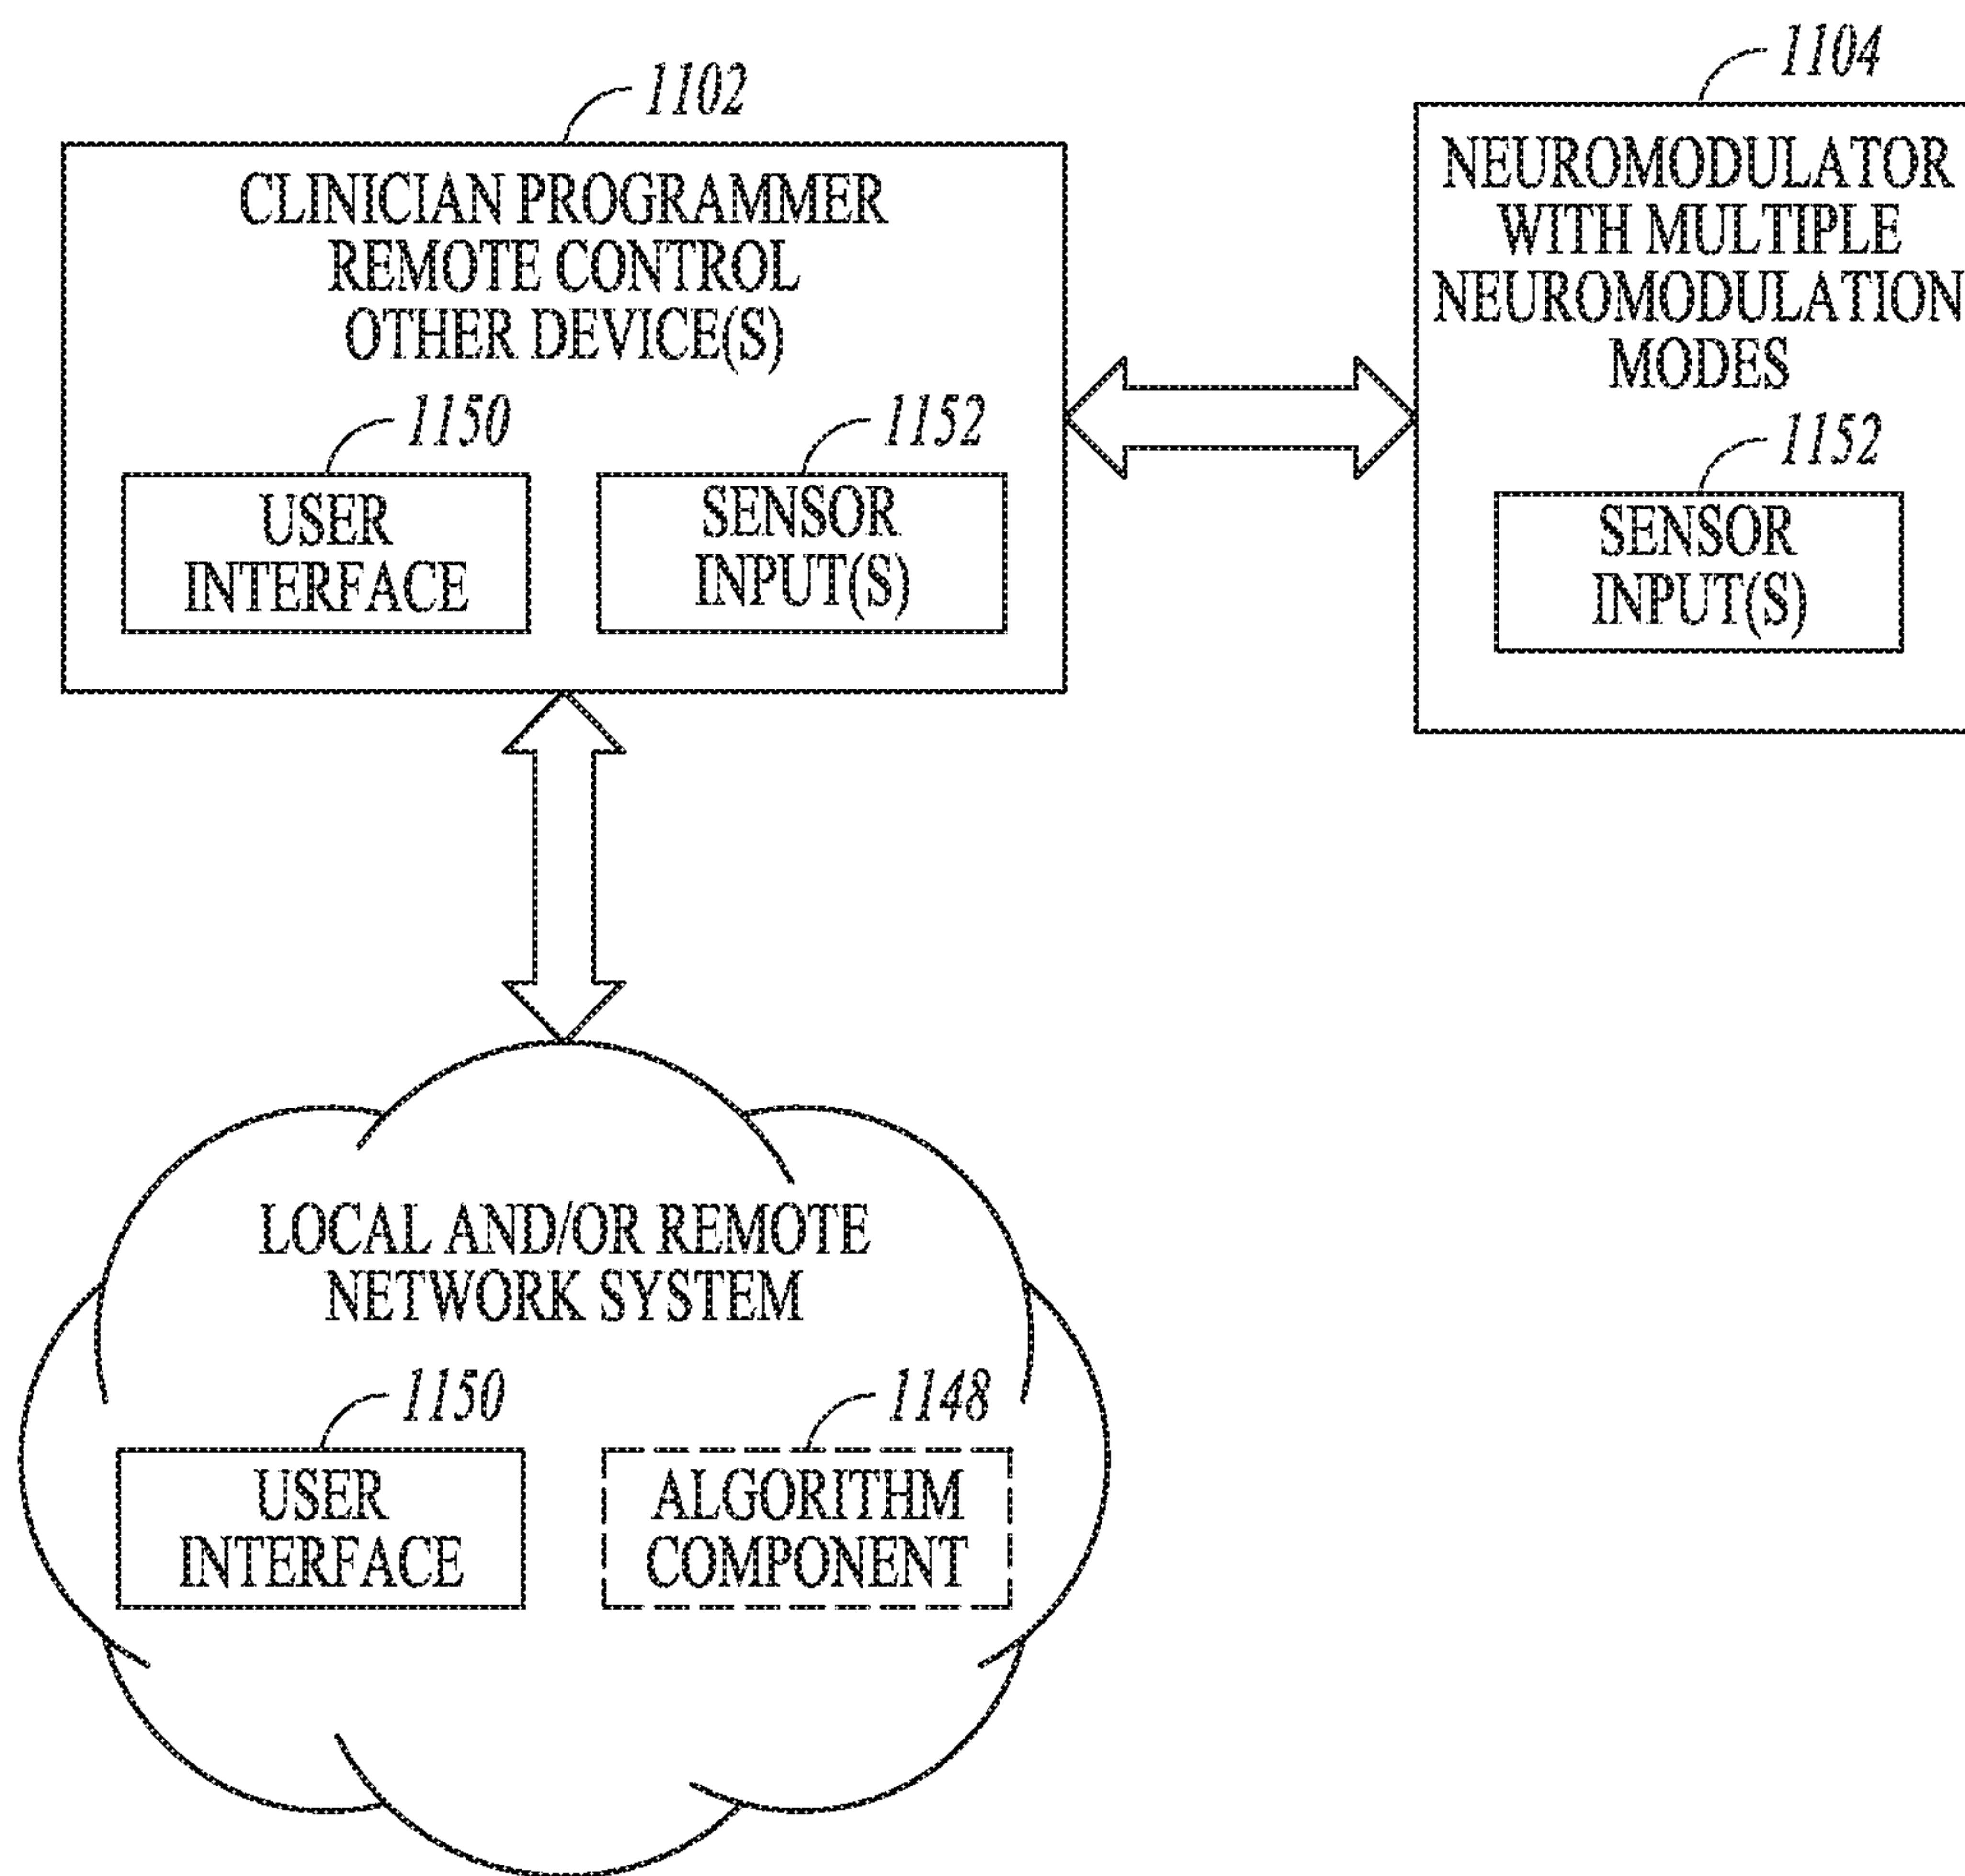 1102
CLINICIAN PROGRAMMER
REMOTE CONTROL
OTHER DEVICE(S)
1150
USER
INTERFACE
1152
SENSOR
INPUT(S)
1104
NEUROMODULATOR
WITH MULTIPLE
NEUROMODULATION
MODES
1152
SENSOR
INPUT(S)
LOCAL AND/OR REMOTE
NETWORK SYSTEM
1150
USER
INTERFACE
1148
ALGORITHM
COMPONENT